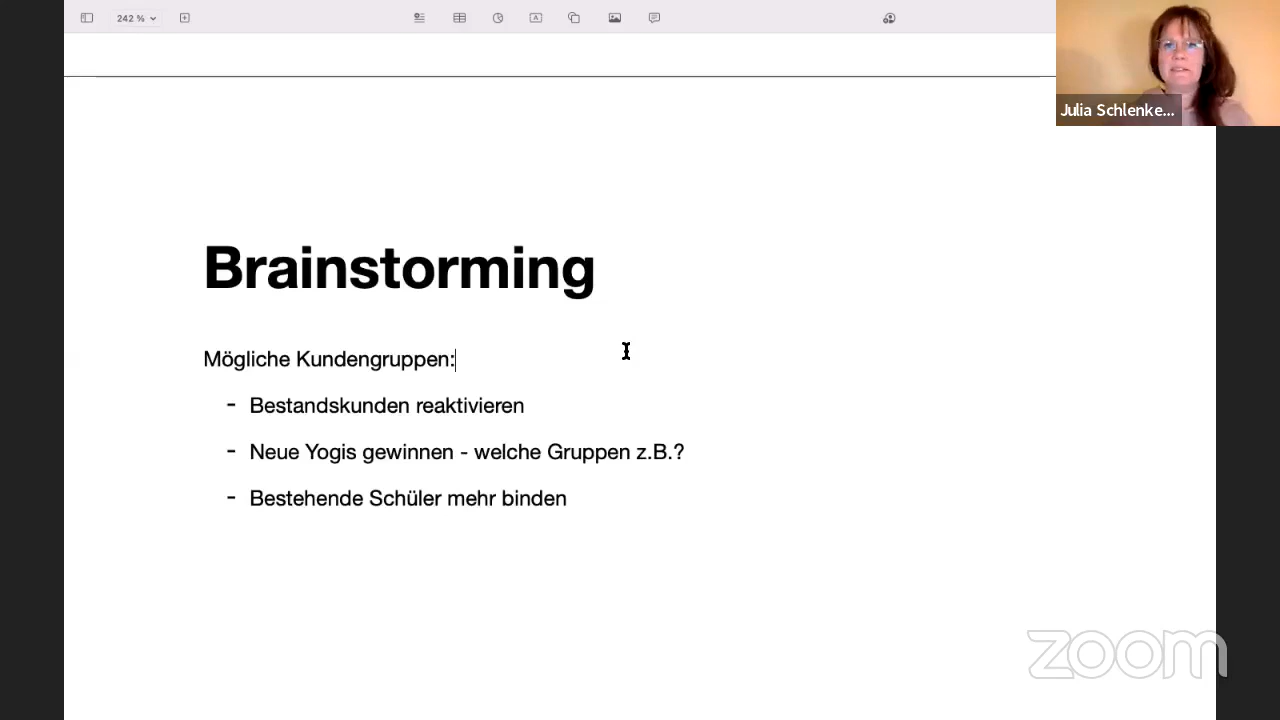 242 %
Julia Schlenke...
Brainstorming
Mögliche Kundengruppen:
- Bestandskunden reaktivieren
- Neue Yogis gewinnen - welche Gruppen z.B.?
- Bestehende Schüler mehr binden
zoom